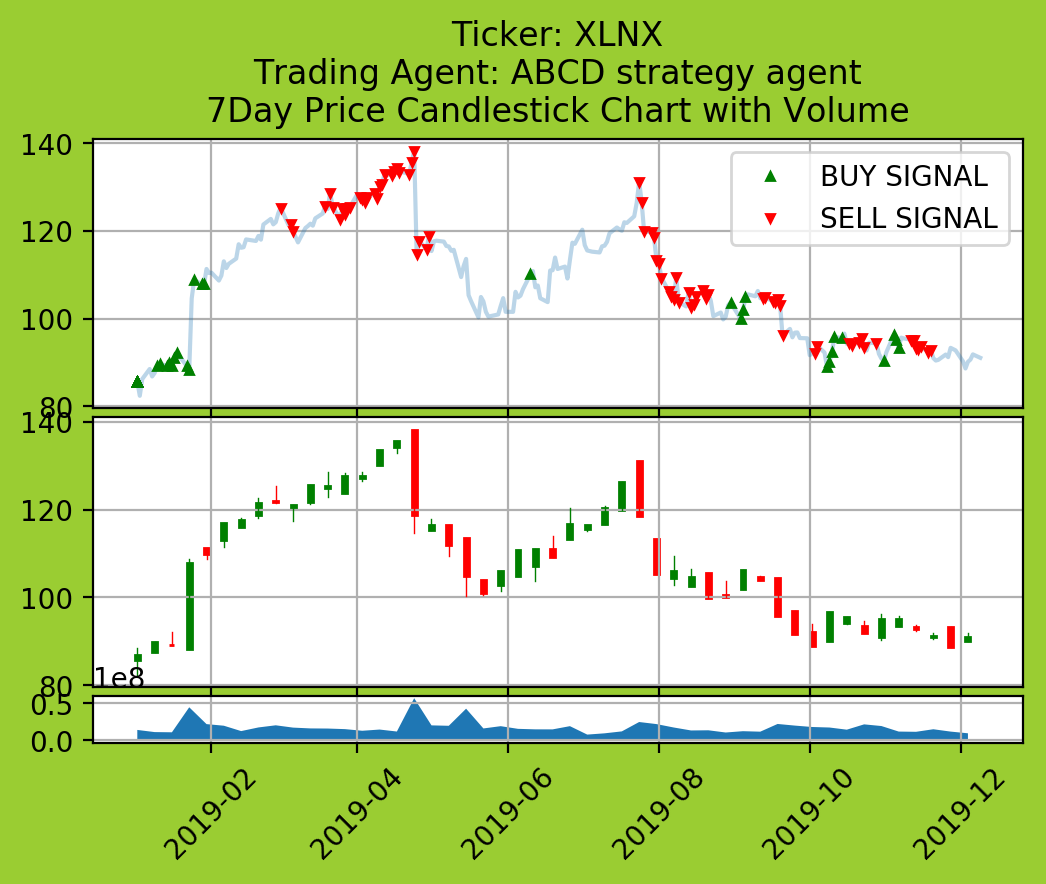 Ticker: XLNX
Trading Agent: ABCD strategy agent
7Day Price Candlestick Chart with Volume
140
120
100
80
BUY SIGNAL
SELL SIGNAL
140
120
100
80
1e8
0.5
0.0
2019-02
2019-04
2019-06
2019-08
2019-10
2019-12